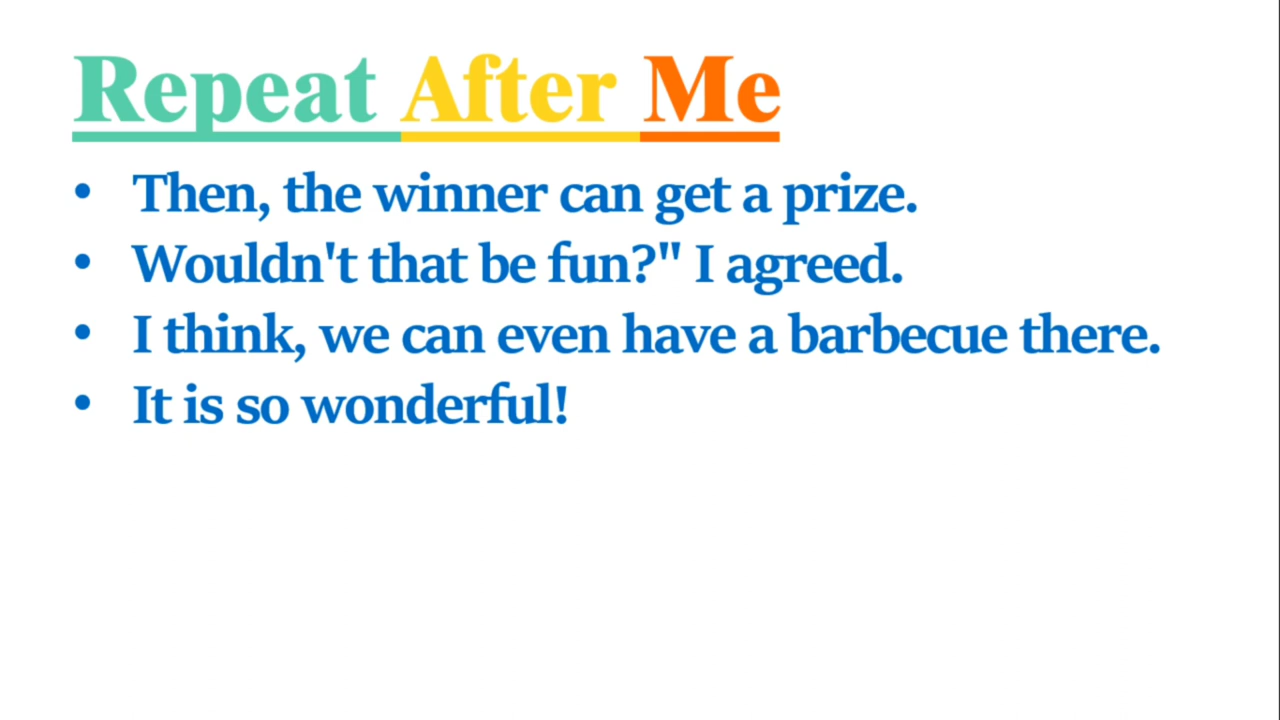 Repeat After Me
• Then, the winner can get a prize.
• Wouldn't that be fun?" I agreed.
• I think, we can even have a barbecue there.
• It is so wonderful!